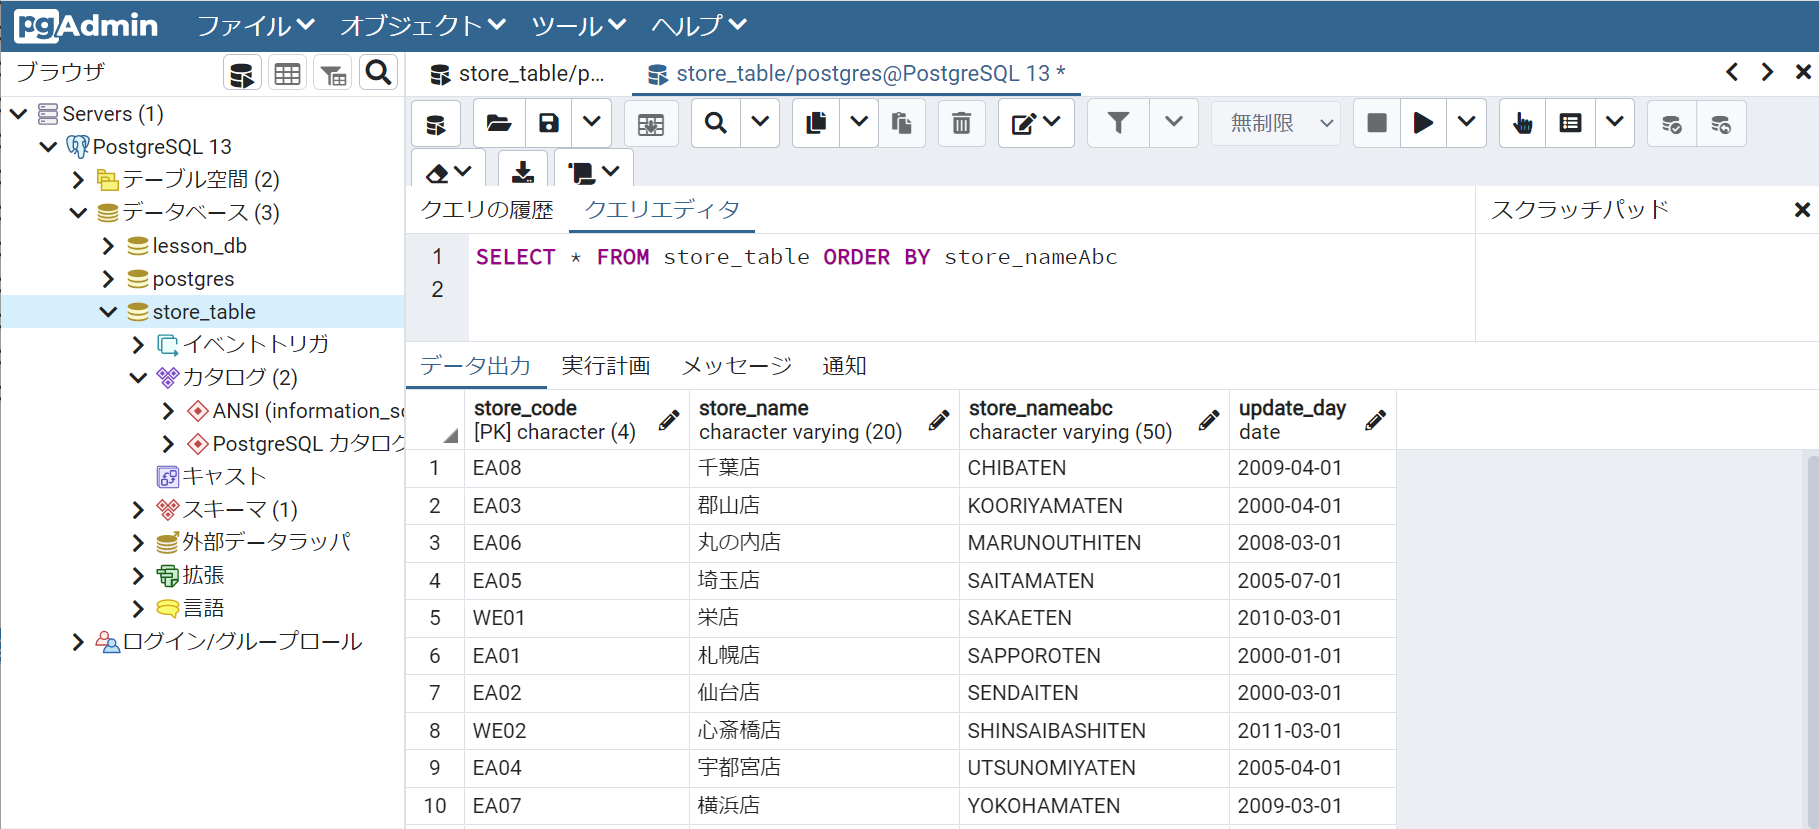 pgAdmin ファイル オブジェクト ツール ヘルプ
ブラウザ
store_table/p...
store_table/postgres@PostgreSQL 13 *
Servers (1)
PostgreSQL 13
テーブル空間 (2)
データベース (3)
lesson_db
postgres
store_table
イベントトリガ
カタログ (2)
ANSI (information_sc
PostgreSQL カタログ
キャスト
スキーマ (1)
外部データラッパ
拡張
言語
ログイン/グループロール
無制限
クエリの履歴 クエリエディタ
スクラッチパッド
1 SELECT * FROM store_table ORDER BY store_nameAbc
2
データ出力 実行計画 メッセージ 通知
store_code store_name store_nameabc update_day
[PK] character (4) character varying (20) character varying (50) date
1 EA08 千葉店 CHIBATEN 2009-04-01
2 EA03 郡山店 KOORIYAMATEN 2000-04-01
3 EA06 丸の内店 MARUNOUTHITEN 2008-03-01
4 EA05 埼玉店 SAITAMATEN 2005-07-01
5 WE01 栄店 SAKAETEN 2010-03-01
6 EA01 札幌店 SAPPOROTEN 2000-01-01
7 EA02 仙台店 SENDAITEN 2000-03-01
8 WE02 心斎橋店 SHINSAIBASHITEN 2011-03-01
9 EA04 宇都宮店 UTSUNOMIYATEN 2005-04-01
10 EA07 横浜店 YOKOHAMATEN 2009-03-01